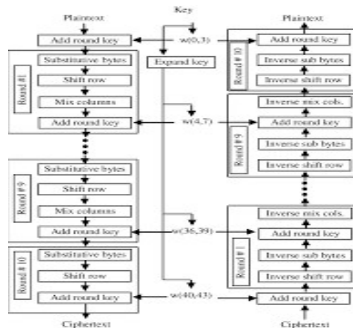 Plaintext
Add round key
Round #1
Substitutive bytes
Shift row
Mix columns
Add round key
Round # 9
Substitutive bytes
Shift row
Mix columns
Add round key
Round # 10
Substitutive bytes
Shift row
Add round key
Ciphertext
Key
w(0,3)
Expand key
w(4,7)
w(36,39)
w(40,43)
Plaintext
Round # 10
Add round key
Inverse sub bytes
Inverse shift row
Round # 9
Inverse mix cols.
Add round key
Inverse sub bytes
Inverse shift row
Round # 1
Inverse mix cols.
Add round key
Inverse sub bytes
Inverse shift row
Add round key
Ciphertext